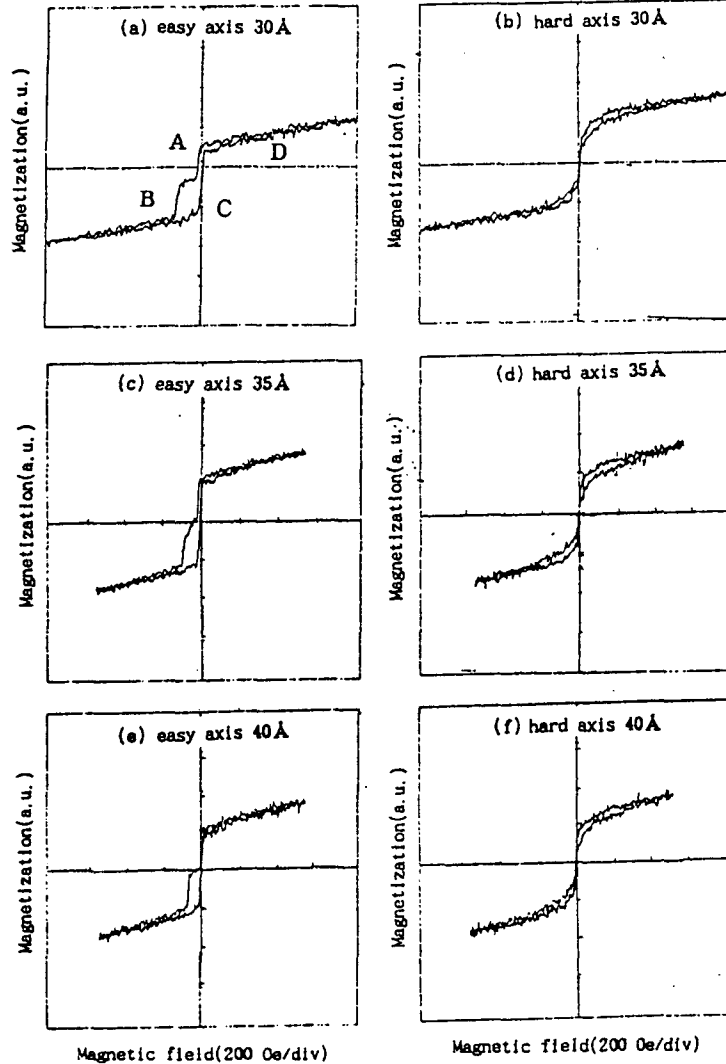 (a) easy axis 30Å
Magnetization(a.u.)
A
B
C
D
(b) hard axis 30Å
Magnetization(a.u.)
(c) easy axis 35Å
Magnetization(a.u.)
(d) hard axis 35Å
Magnetization(a.u.)
(e) easy axis 40Å
Magnetization(a.u.)
(f) hard axis 40Å
Magnetization(a.u.)
Magnetic field(200 Oe/div)
Magnetic field(200 Oe/div)